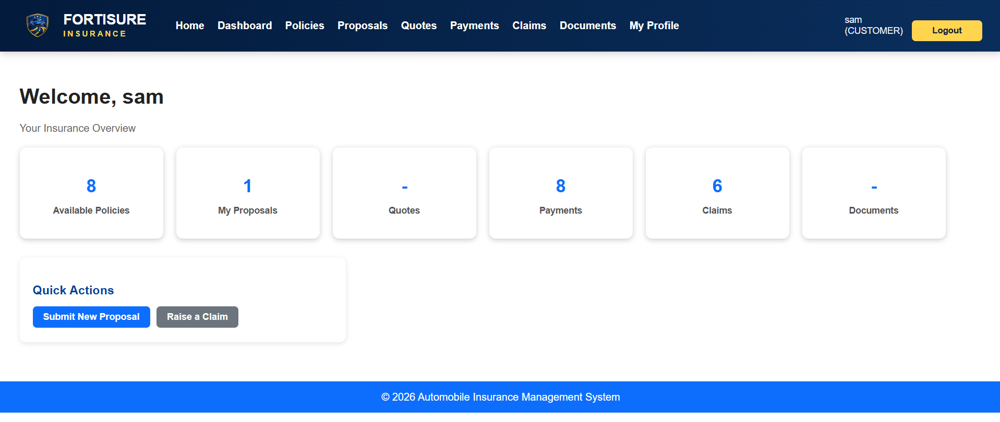 FORTISURE
INSURANCE
Home Dashboard Policies Proposals Quotes Payments Claims Documents My Profile
sam
(CUSTOMER)
Logout
Welcome, sam
Your Insurance Overview
8
Available Policies
1
My Proposals
-
Quotes
8
Payments
6
Claims
-
Documents
Quick Actions
Submit New Proposal
Raise a Claim
© 2026 Automobile Insurance Management System